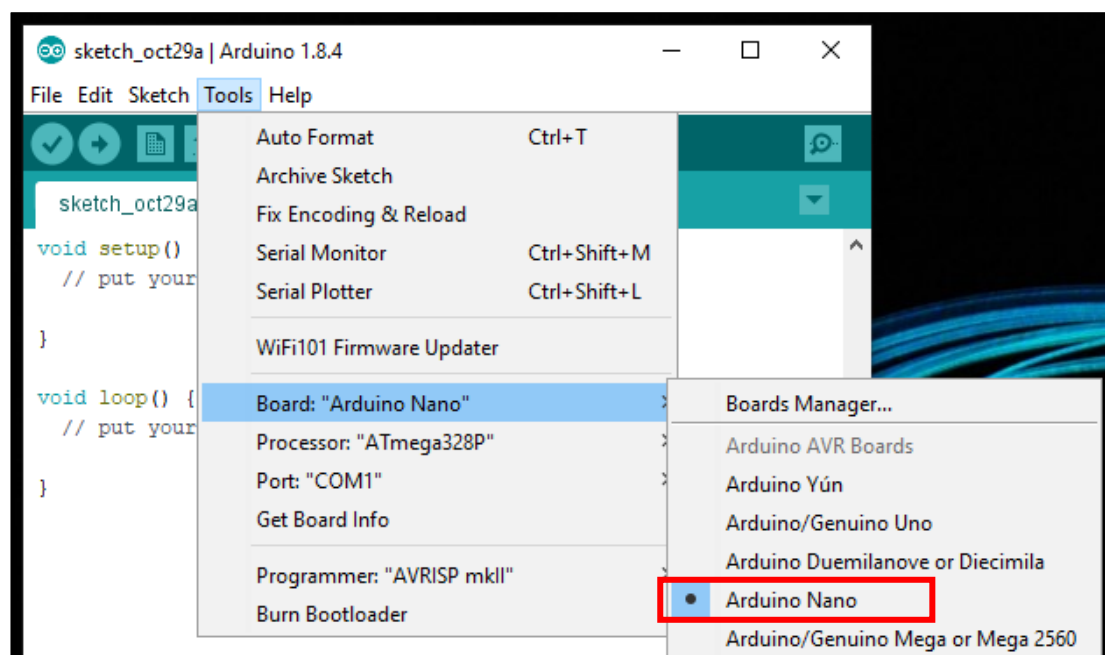 sketch_oct29a | Arduino 1.8.4
File Edit Sketch Tools Help
sketch_oct29a
void setup()
// put your
}
void loop() {
// put your
}
Auto Format Ctrl+T
Archive Sketch
Fix Encoding & Reload
Serial Monitor Ctrl+Shift+M
Serial Plotter Ctrl+Shift+L
WiFi101 Firmware Updater
Board: "Arduino Nano"
Processor: "ATmega328P"
Port: "COM1"
Get Board Info
Programmer: "AVRISP mkII"
Burn Bootloader
Boards Manager...
Arduino AVR Boards
Arduino Yún
Arduino/Genuino Uno
Arduino Duemilanove or Diecimila
Arduino Nano
Arduino/Genuino Mega or Mega 2560